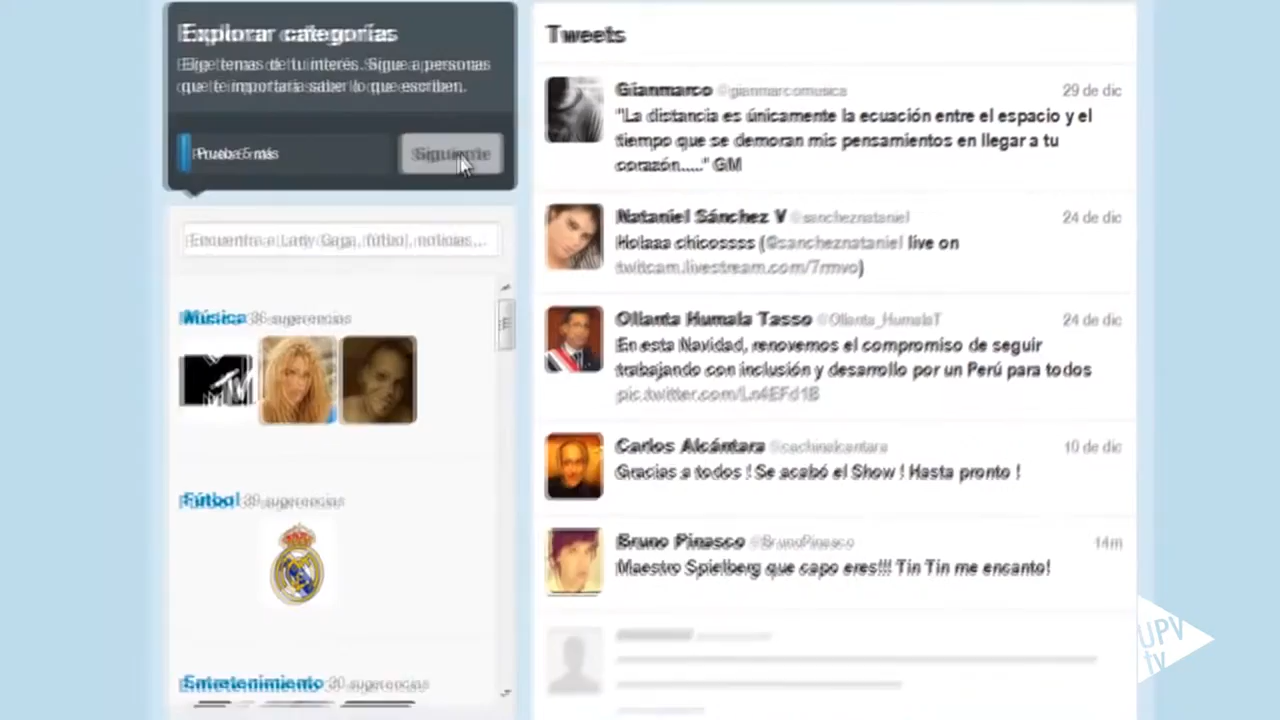 Explorar categorías
Elige temas de tu interés. Sigue a personas
que te importaría saber lo que escriben.
Prueba 5 más
Siguiente
Encuentra a Lady Gaga, fútbol, noticias...
Música 36 sugerencias
MTV
Fútbol 39 sugerencias
Entretenimiento 30 sugerencias
Tweets
Gianmarco @gianmarcomusica 29 de dic
"La distancia es únicamente la ecuación entre el espacio y el
tiempo que se demoran mis pensamientos en llegar a tu
corazón....." GM
Nataniel Sánchez V @sancheznataniel 24 de dic
Holaaa chicossss (@sancheznataniel live on
twitcam.livestream.com/7rmvo)
Ollanta Humala Tasso @Ollanta_HumalaT 24 de dic
En esta Navidad, renovemos el compromiso de seguir
trabajando con inclusión y desarrollo por un Perú para todos
pic.twitter.com/Ln4EFd1B
Carlos Alcántara @cachinalcantara 10 de dic
Gracias a todos ! Se acabó el Show ! Hasta pronto !
Bruno Pinasco @BrunoPinasco 14m
Maestro Spielberg que capo eres!!! Tin Tin me encanto!
UPV
tv